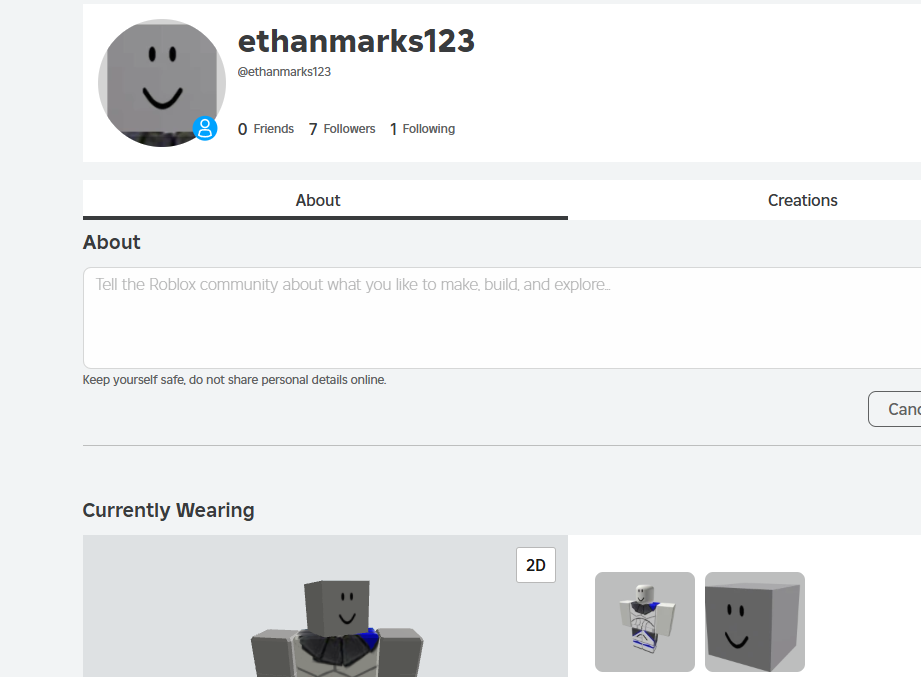 ethanmarks123
@ethanmarks123
0 Friends 7 Followers 1 Following
About Creations
About
Tell the Roblox community about what you like to make, build, and explore...
Keep yourself safe, do not share personal details online.
Canc
Currently Wearing
2D